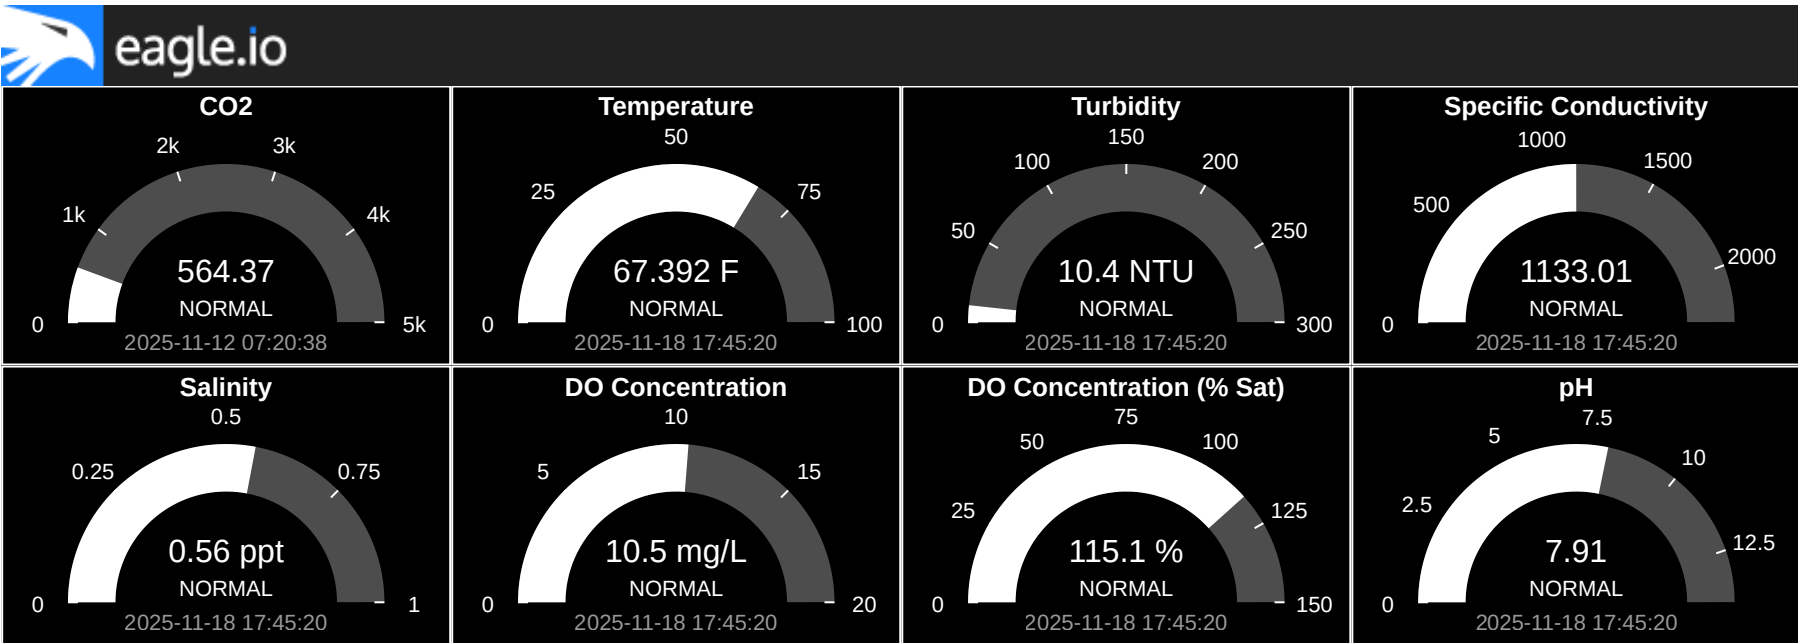 eagle.io
CO2
2k
3k
1k
4k
564.37
NORMAL
0
5k
2025-11-12 07:20:38
Temperature
50
25
75
67.392 F
NORMAL
0
100
2025-11-18 17:45:20
Turbidity
150
100
200
50
250
10.4 NTU
NORMAL
0
300
2025-11-18 17:45:20
Specific Conductivity
1000
1500
500
2000
1133.01
NORMAL
0
2025-11-18 17:45:20
Salinity
0.5
0.25
0.75
0.56 ppt
NORMAL
0
1
2025-11-18 17:45:20
DO Concentration
10
5
15
10.5 mg/L
NORMAL
0
20
2025-11-18 17:45:20
DO Concentration (% Sat)
75
50
100
25
125
115.1 %
NORMAL
0
150
2025-11-18 17:45:20
pH
7.5
5
10
2.5
12.5
7.91
NORMAL
0
2025-11-18 17:45:20